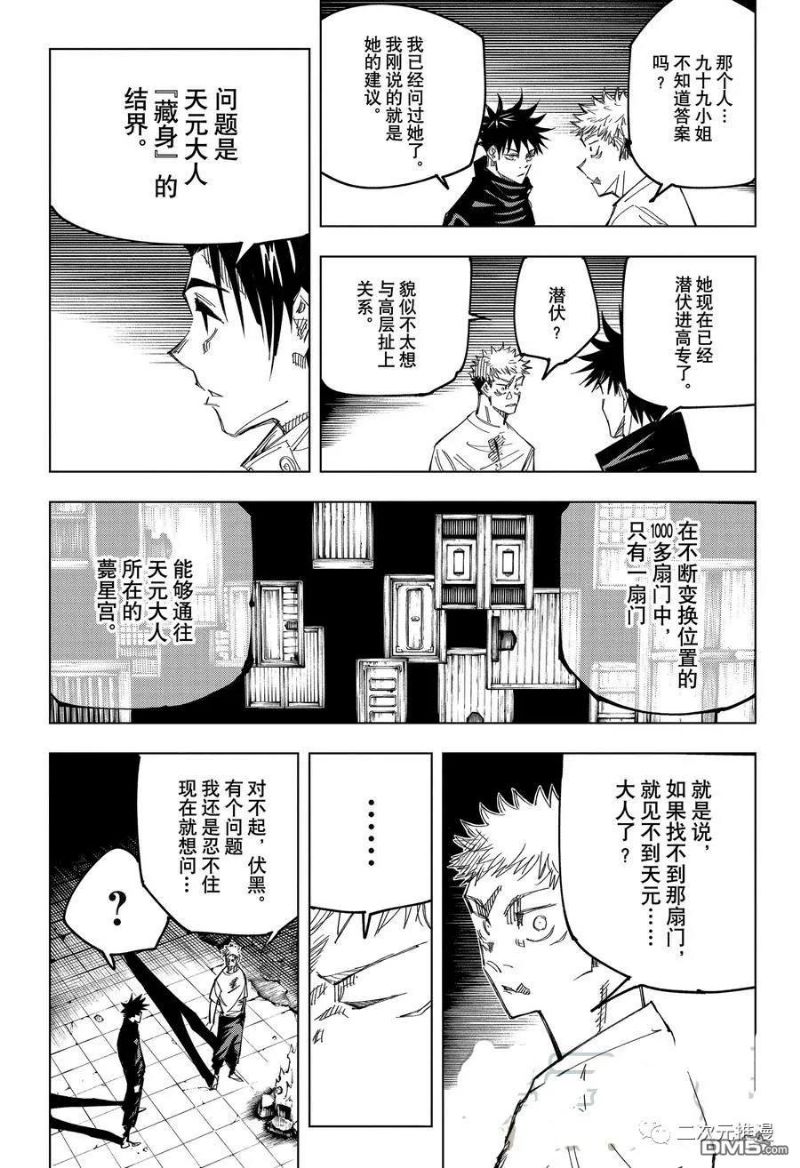 那个人…
九十九小姐
不知道答案
吗？
我已经问过她了。
我刚说的就是
她的建议。
问题是
天元大人
『藏身』的
结界。
她现在已经
潜伏进高专了。
潜伏？
貌似不太想
与高层扯上
关系。
在不断变换位置的
1000多扇门中，
只有一扇门
能够通往
天元大人
所在的
薨星宫。
就是说，
如果找不到那扇门，
就见不到天元……
大人了？
……
对不起，伏黑。
有个问题
我还是忍不住
现在就想问…
？
二次元推漫
DM5.com